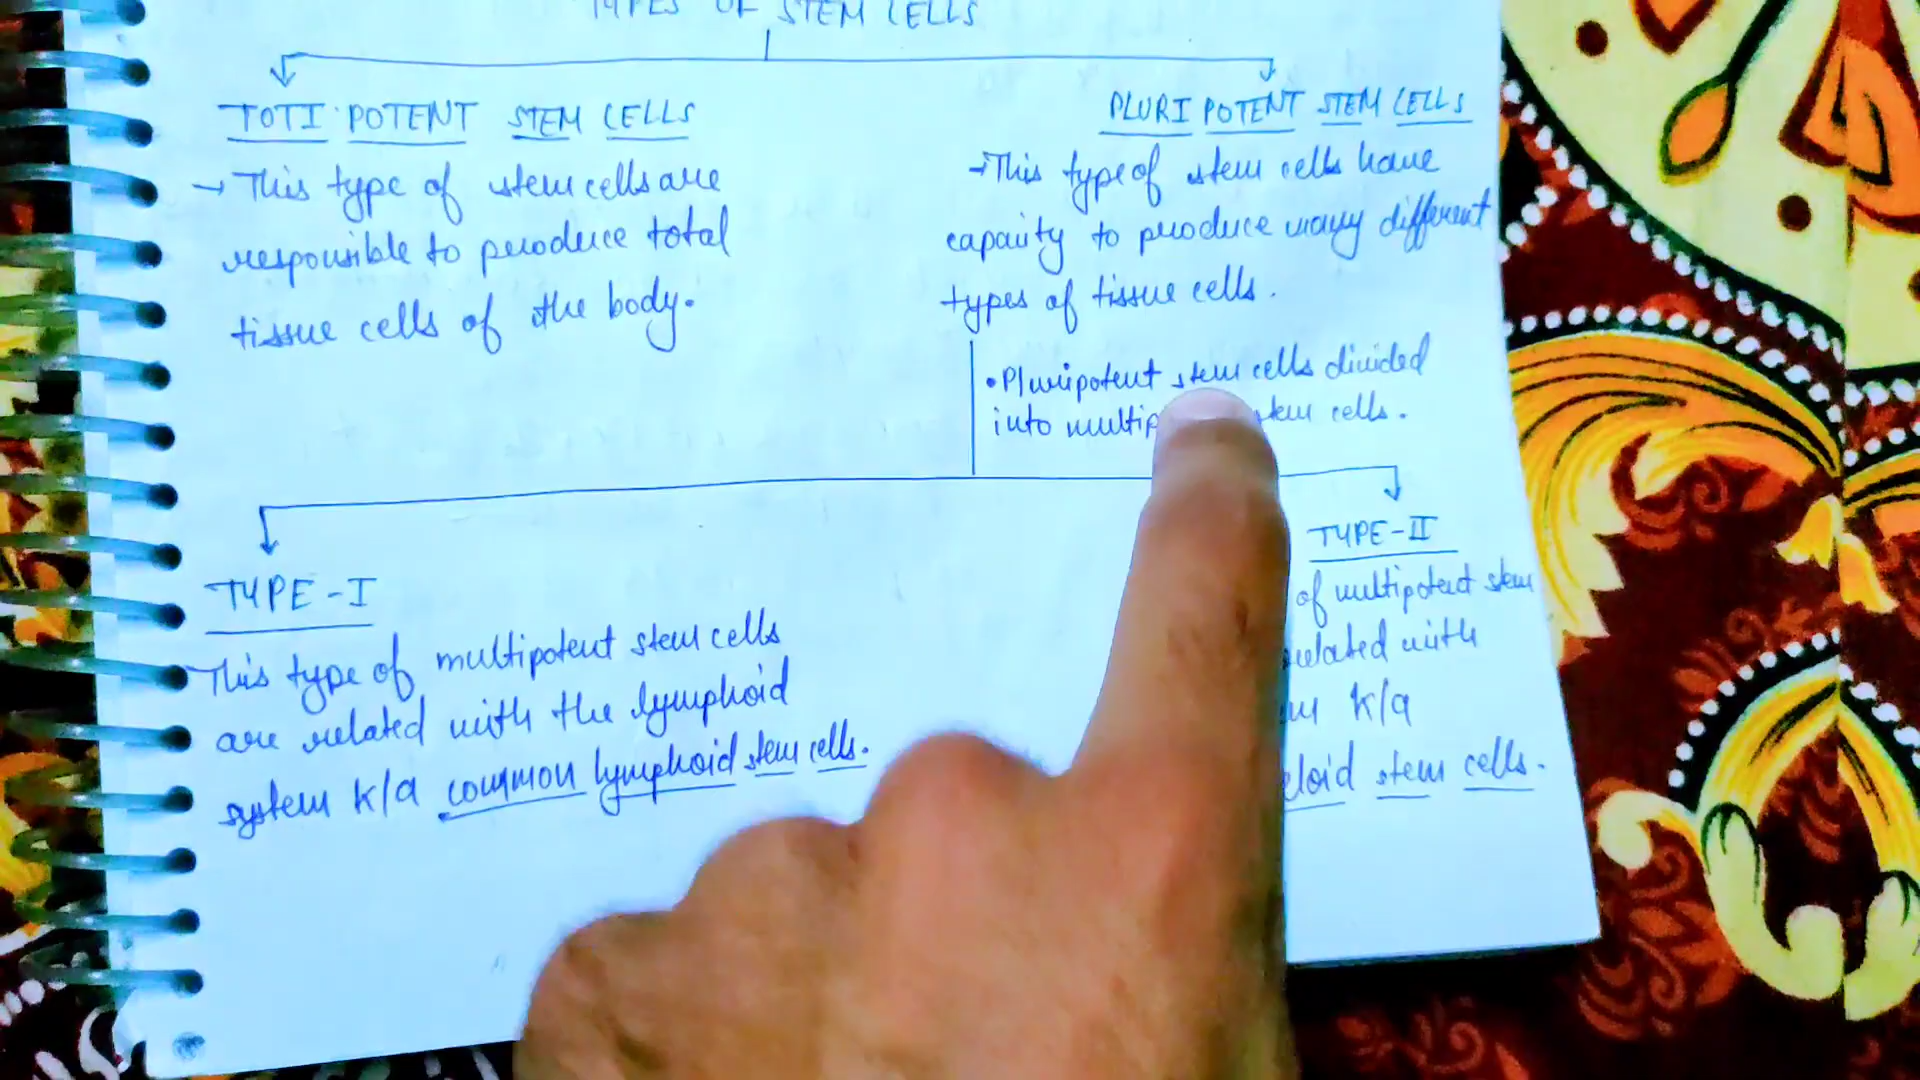 TYPES OF STEM CELLS
TOTI POTENT STEM CELLS
→ This type of stem cells are
responsible to produce total
tissue cells of the body.
PLURI POTENT STEM CELLS
→ This type of stem cells have
capacity to produce many different
types of tissue cells.
• Pluripotent stem cells divided
into multip stem cells.
TYPE-I
This type of multipotent stem cells
are related with the lymphoid
system k/a common lymphoid stem cells.
TYPE-II
of multipotent stem
related with
k/a
eloid stem cells.